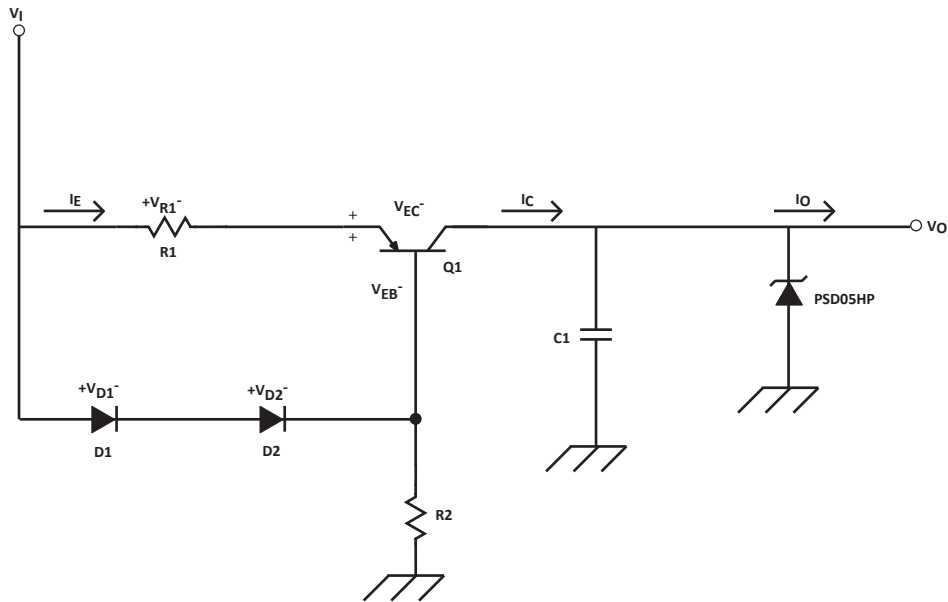 VI
IE
+VR1-
R1
+
+
VEC-
VEB-
Q1
IC
IO
VO
C1
PSD05HP
+VD1-
D1
+VD2-
D2
R2